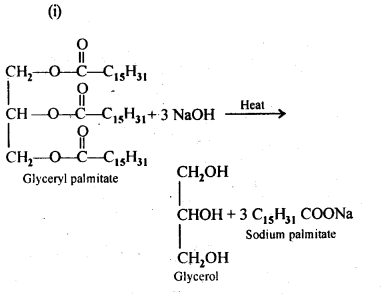 (i)
O
CH₂—O—C—C₁₅H₃₁
O
CH—O—C—C₁₅H₃₁ + 3 NaOH Heat
O
CH₂—O—C—C₁₅H₃₁
Glyceryl palmitate
CH₂OH
CHOH + 3 C₁₅H₃₁ COONa
Sodium palmitate
CH₂OH
Glycerol